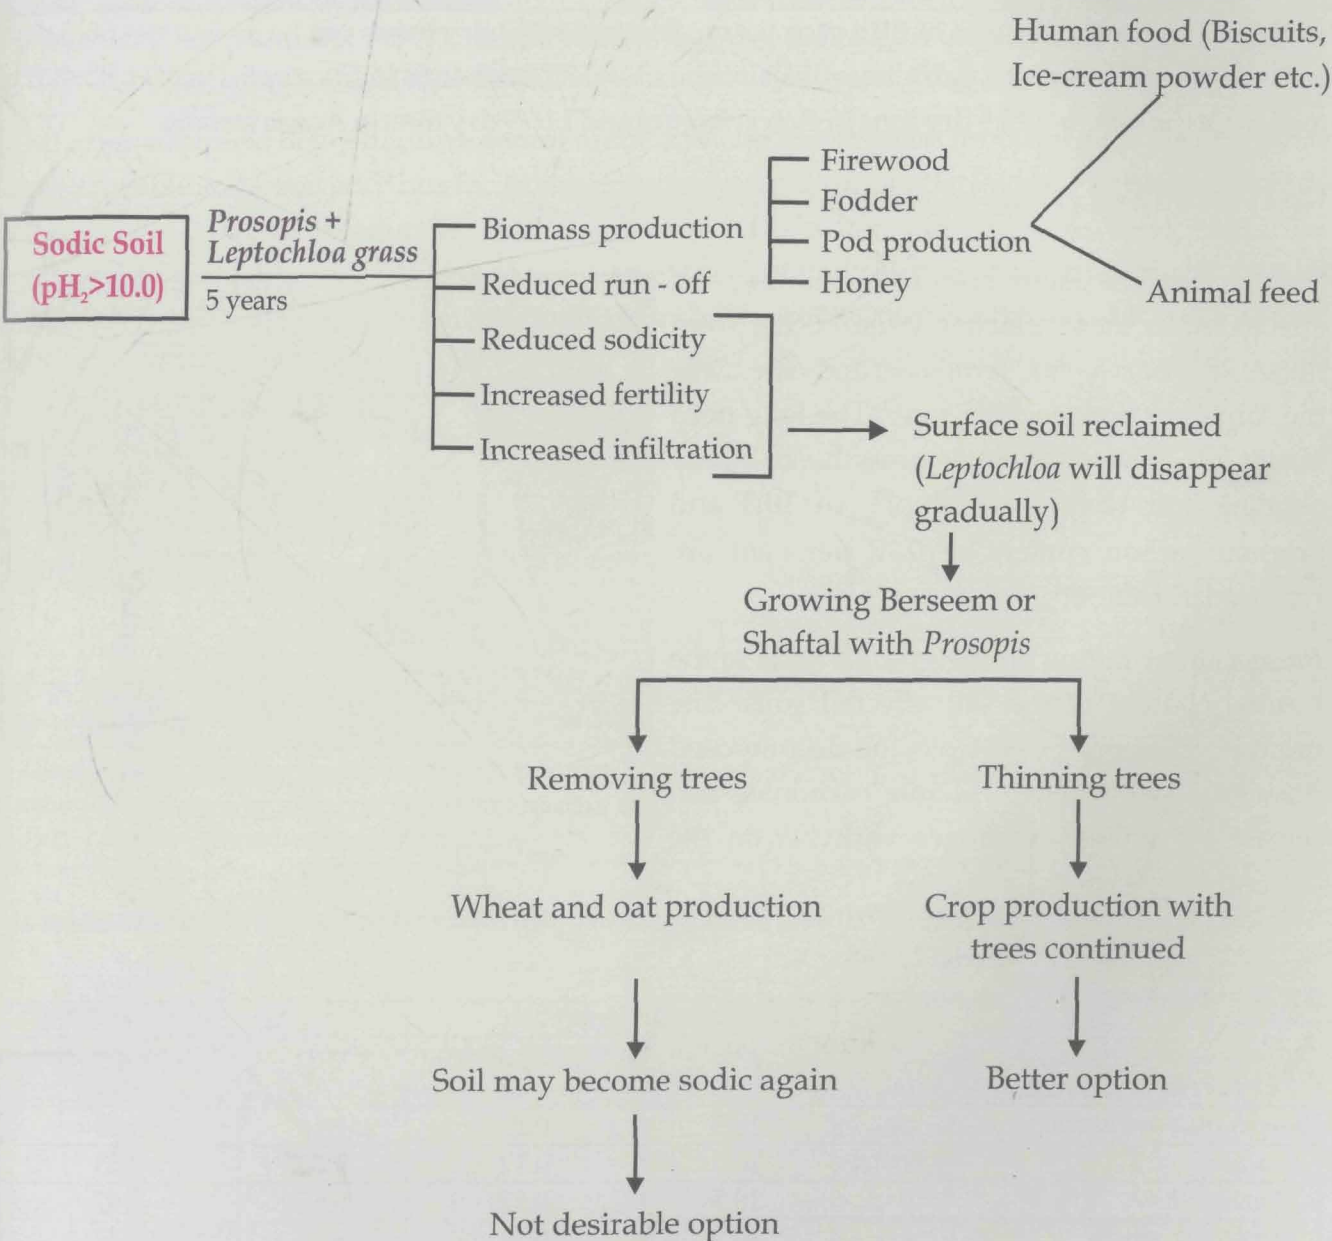 Human food (Biscuits,
Ice-cream powder etc.)
Firewood
Fodder
Pod production
Honey
Animal feed
Sodic Soil
(pH₂>10.0)
Prosopis +
Leptochloa grass
5 years
Biomass production
Reduced run - off
Reduced sodicity
Increased fertility
Increased infiltration
Surface soil reclaimed
(Leptochloa will disappear
gradually)
Growing Berseem or
Shaftal with Prosopis
Removing trees
Thinning trees
Wheat and oat production
Crop production with
trees continued
Soil may become sodic again
Better option
Not desirable option